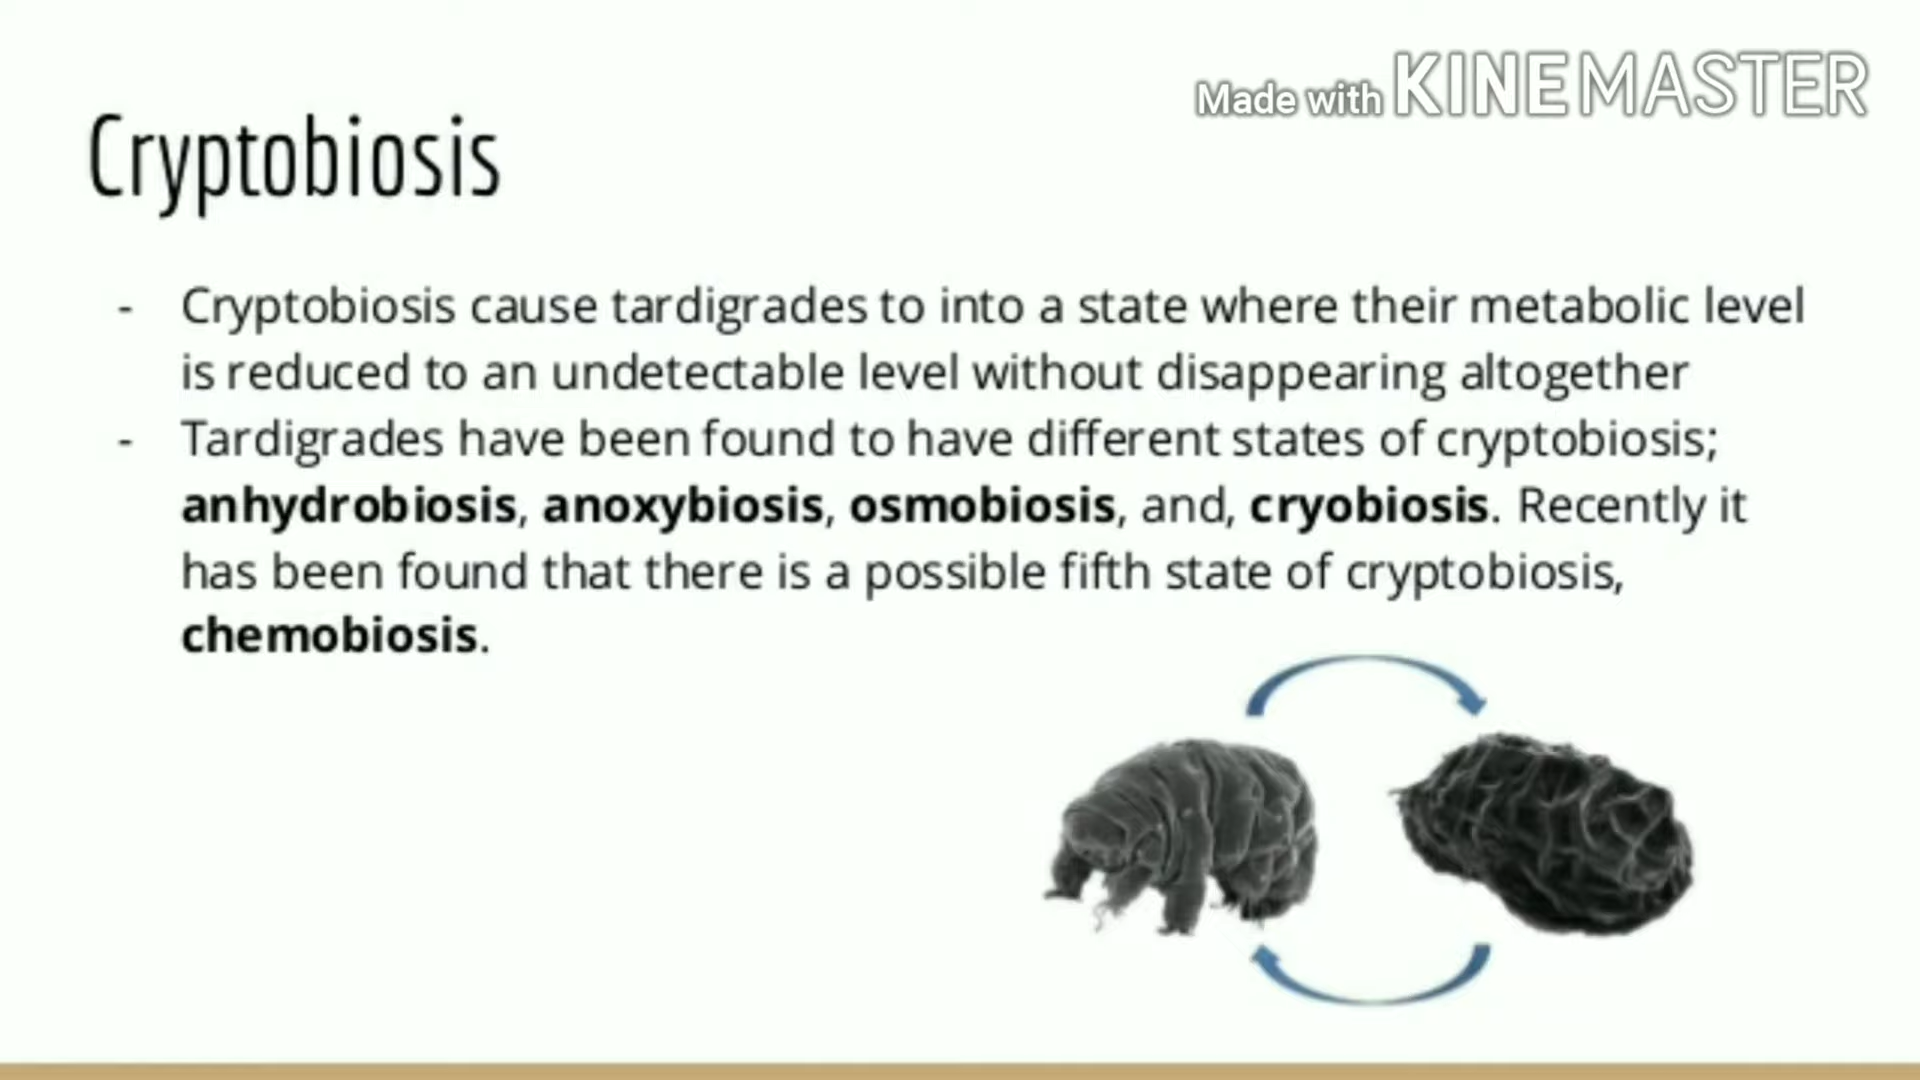 Made with KINEMASTER
Cryptobiosis
- Cryptobiosis cause tardigrades to into a state where their metabolic level
is reduced to an undetectable level without disappearing altogether
- Tardigrades have been found to have different states of cryptobiosis;
anhydrobiosis, anoxybiosis, osmobiosis, and, cryobiosis. Recently it
has been found that there is a possible fifth state of cryptobiosis,
chemobiosis.